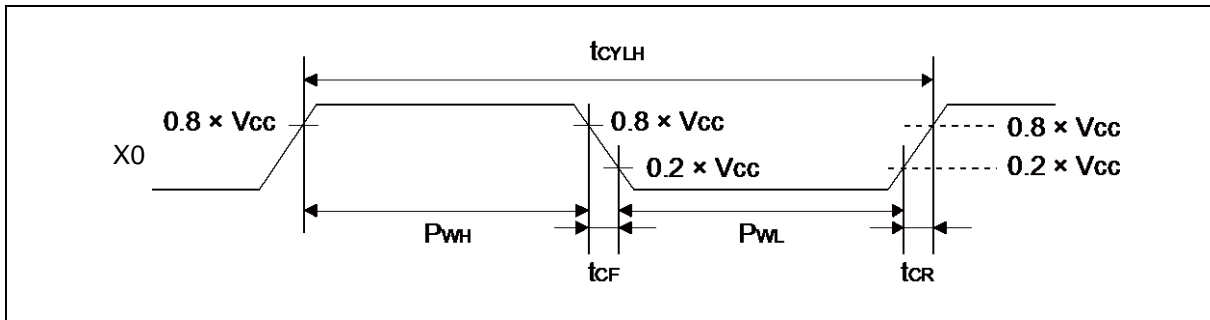 tCYLH
0.8 × VCC
0.8 × VCC
0.8 × VCC
X0
0.2 × VCC
0.2 × VCC
PWH
PWL
tCF
tCR